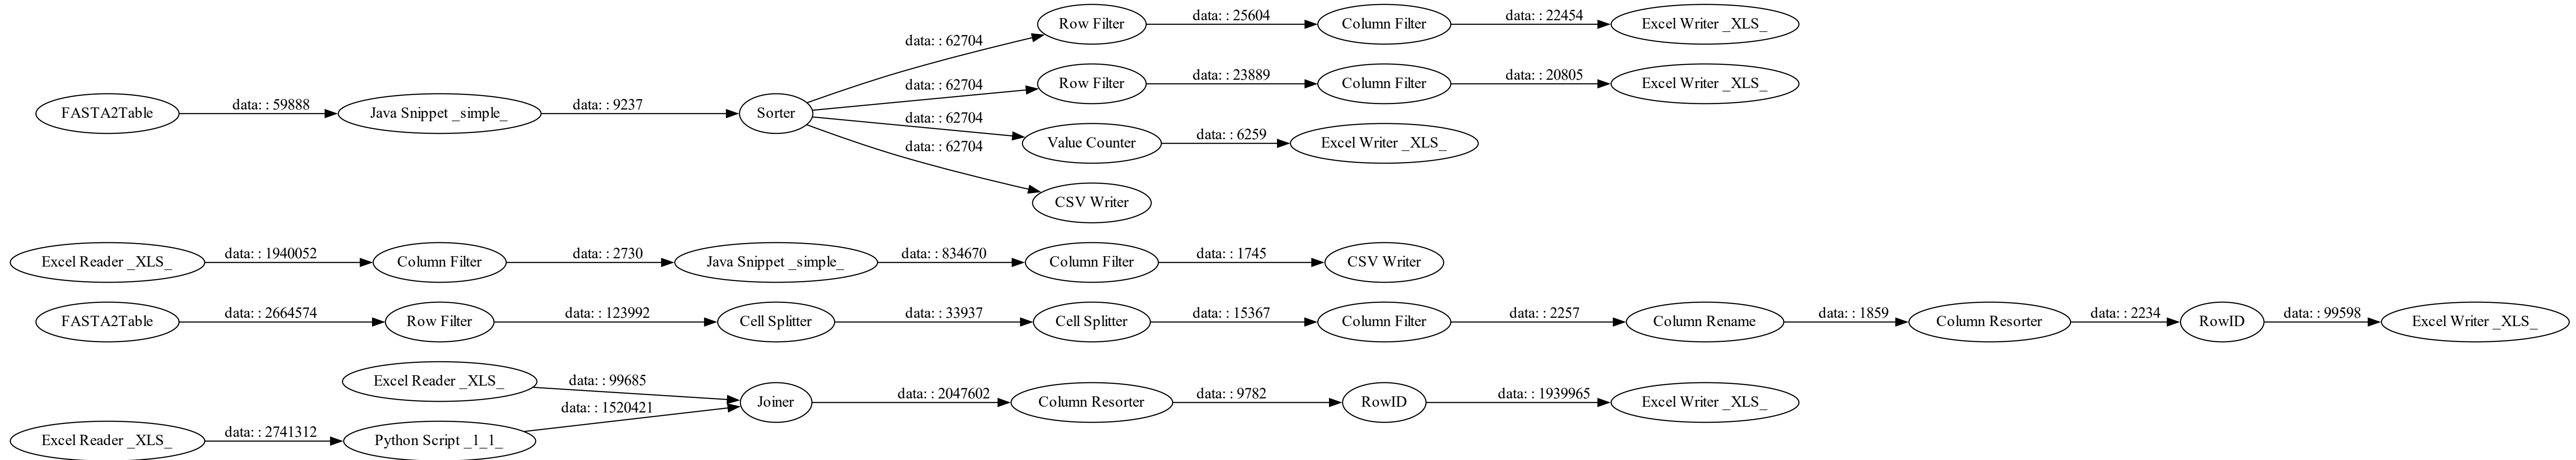 FASTA2Table
data: : 59888
Java Snippet _simple_
data: : 9237
Sorter
data: : 62704
Row Filter
data: : 25604
Column Filter
data: : 22454
Excel Writer _XLS_
data: : 62704
Row Filter
data: : 23889
Column Filter
data: : 20805
Excel Writer _XLS_
data: : 62704
Value Counter
data: : 6259
Excel Writer _XLS_
data: : 62704
CSV Writer
Excel Reader _XLS_
data: : 1940052
Column Filter
data: : 2730
Java Snippet _simple_
data: : 834670
Column Filter
data: : 1745
CSV Writer
FASTA2Table
data: : 2664574
Row Filter
data: : 123992
Cell Splitter
data: : 33937
Cell Splitter
data: : 15367
Column Filter
data: : 2257
Column Rename
data: : 1859
Column Resorter
data: : 2234
RowID
data: : 99598
Excel Writer _XLS_
Excel Reader _XLS_
data: : 99685
Joiner
data: : 2047602
Column Resorter
data: : 9782
RowID
data: : 1939965
Excel Writer _XLS_
Excel Reader _XLS_
data: : 2741312
Python Script _1_1_
data: : 1520421